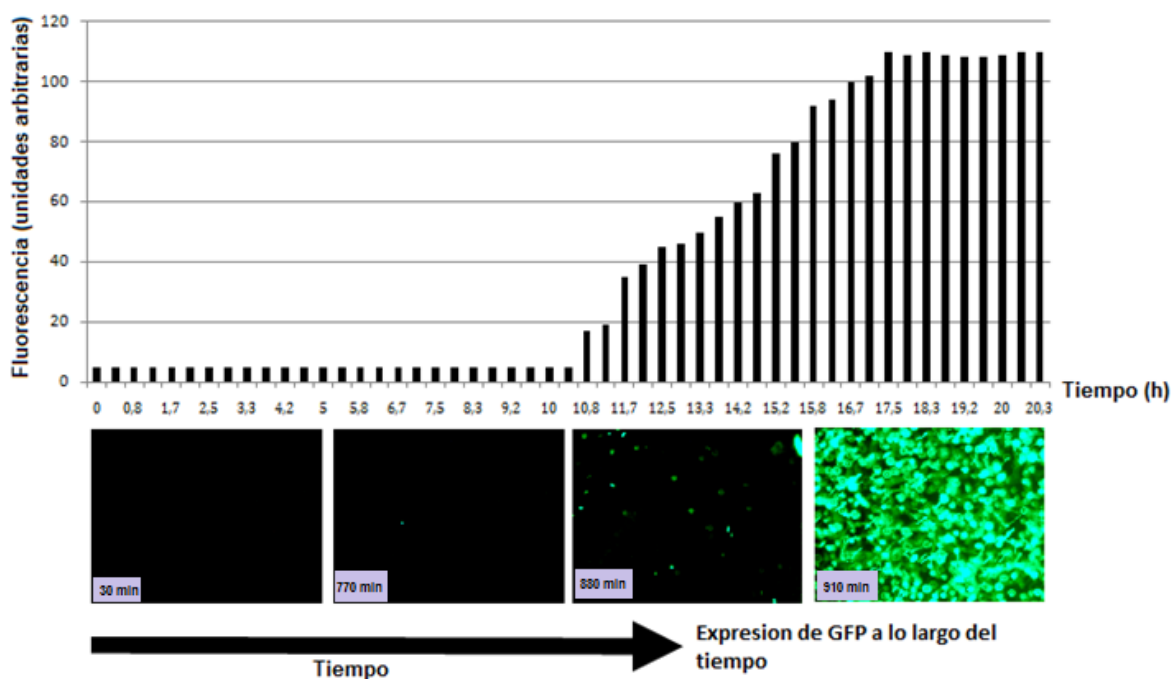 Fluorescencia (unidades arbitrarias)
120
100
80
60
40
20
0
0 0,8 1,7 2,5 3,3 4,2 5 5,8 6,7 7,5 8,3 9,2 10 10,8 11,7 12,5 13,3 14,2 15,2 15,8 16,7 17,5 18,3 19,2 20 20,3
Tiempo (h)
30 min 770 min 880 min 910 min
Tiempo
Expresion de GFP a lo largo del
tiempo